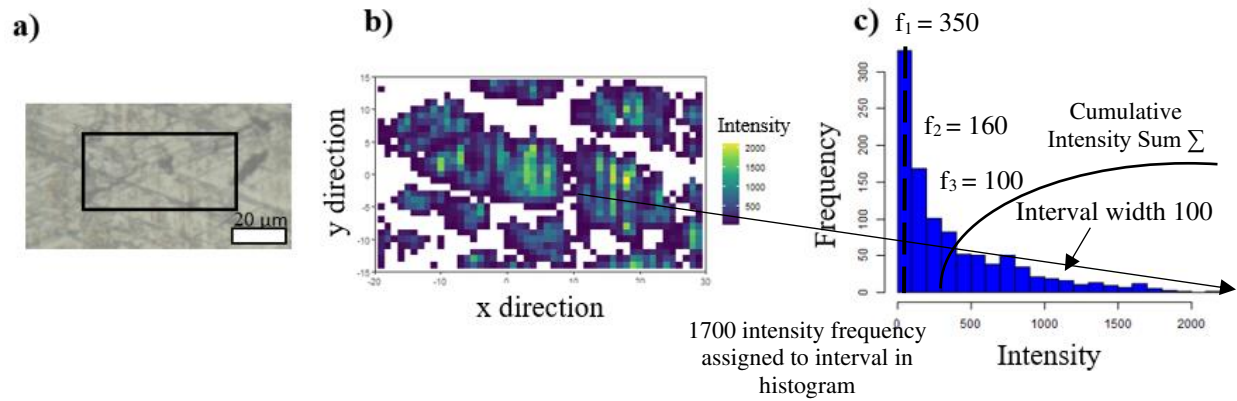 a)
20 μm
b)
15
10
5
0
-5
-10
-15
y direction
-20
-10
0
10
20
30
x direction
Intensity
2000
1500
1000
500
1700 intensity frequency
assigned to interval in
histogram
c)
f1 = 350
f2 = 160
f3 = 100
Cumulative
Intensity Sum ∑
Interval width 100
Frequency
300
250
200
150
100
50
0
0
500
1000
1500
2000
Intensity